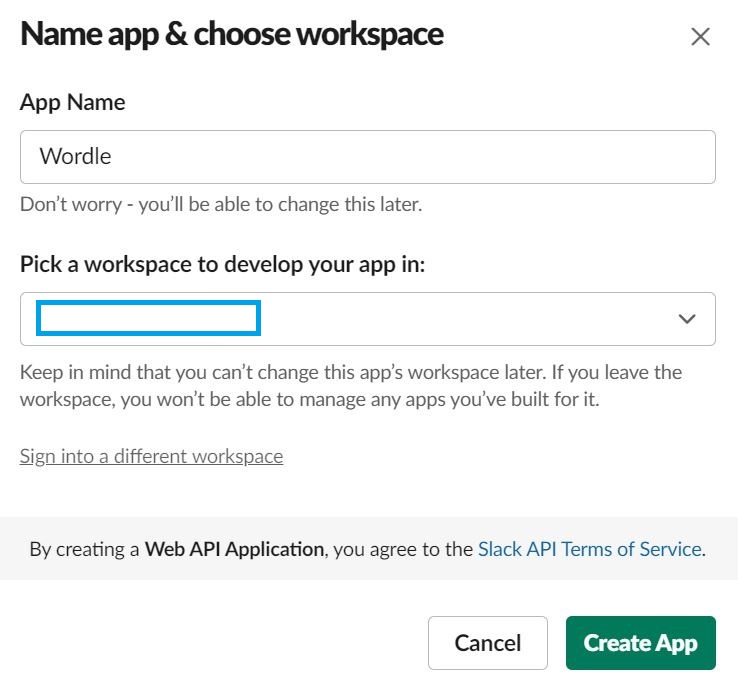 Name app & choose workspace
App Name
Wordle
Don’t worry - you’ll be able to change this later.
Pick a workspace to develop your app in:
Keep in mind that you can’t change this app’s workspace later. If you leave the
workspace, you won’t be able to manage any apps you’ve built for it.
Sign into a different workspace
By creating a Web API Application, you agree to the Slack API Terms of Service.
Cancel
Create App